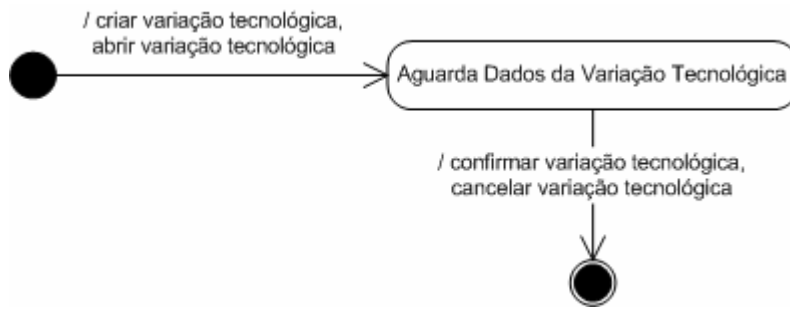 / criar variação tecnológica,
abrir variação tecnológica
Aguarda Dados da Variação Tecnológica
/ confirmar variação tecnológica,
cancelar variação tecnológica